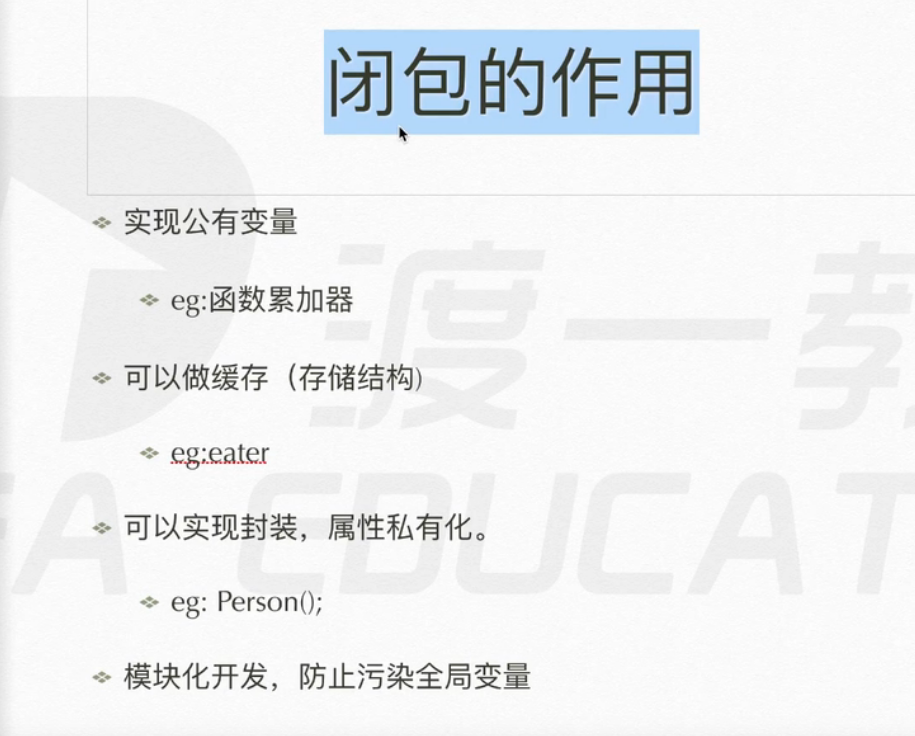 闭包的作用
实现公有变量
eg:函数累加器
可以做缓存（存储结构)
eg:eater
可以实现封装，属性私有化。
eg: Person();
模块化开发，防止污染全局变量
渡一教
EDUCAT